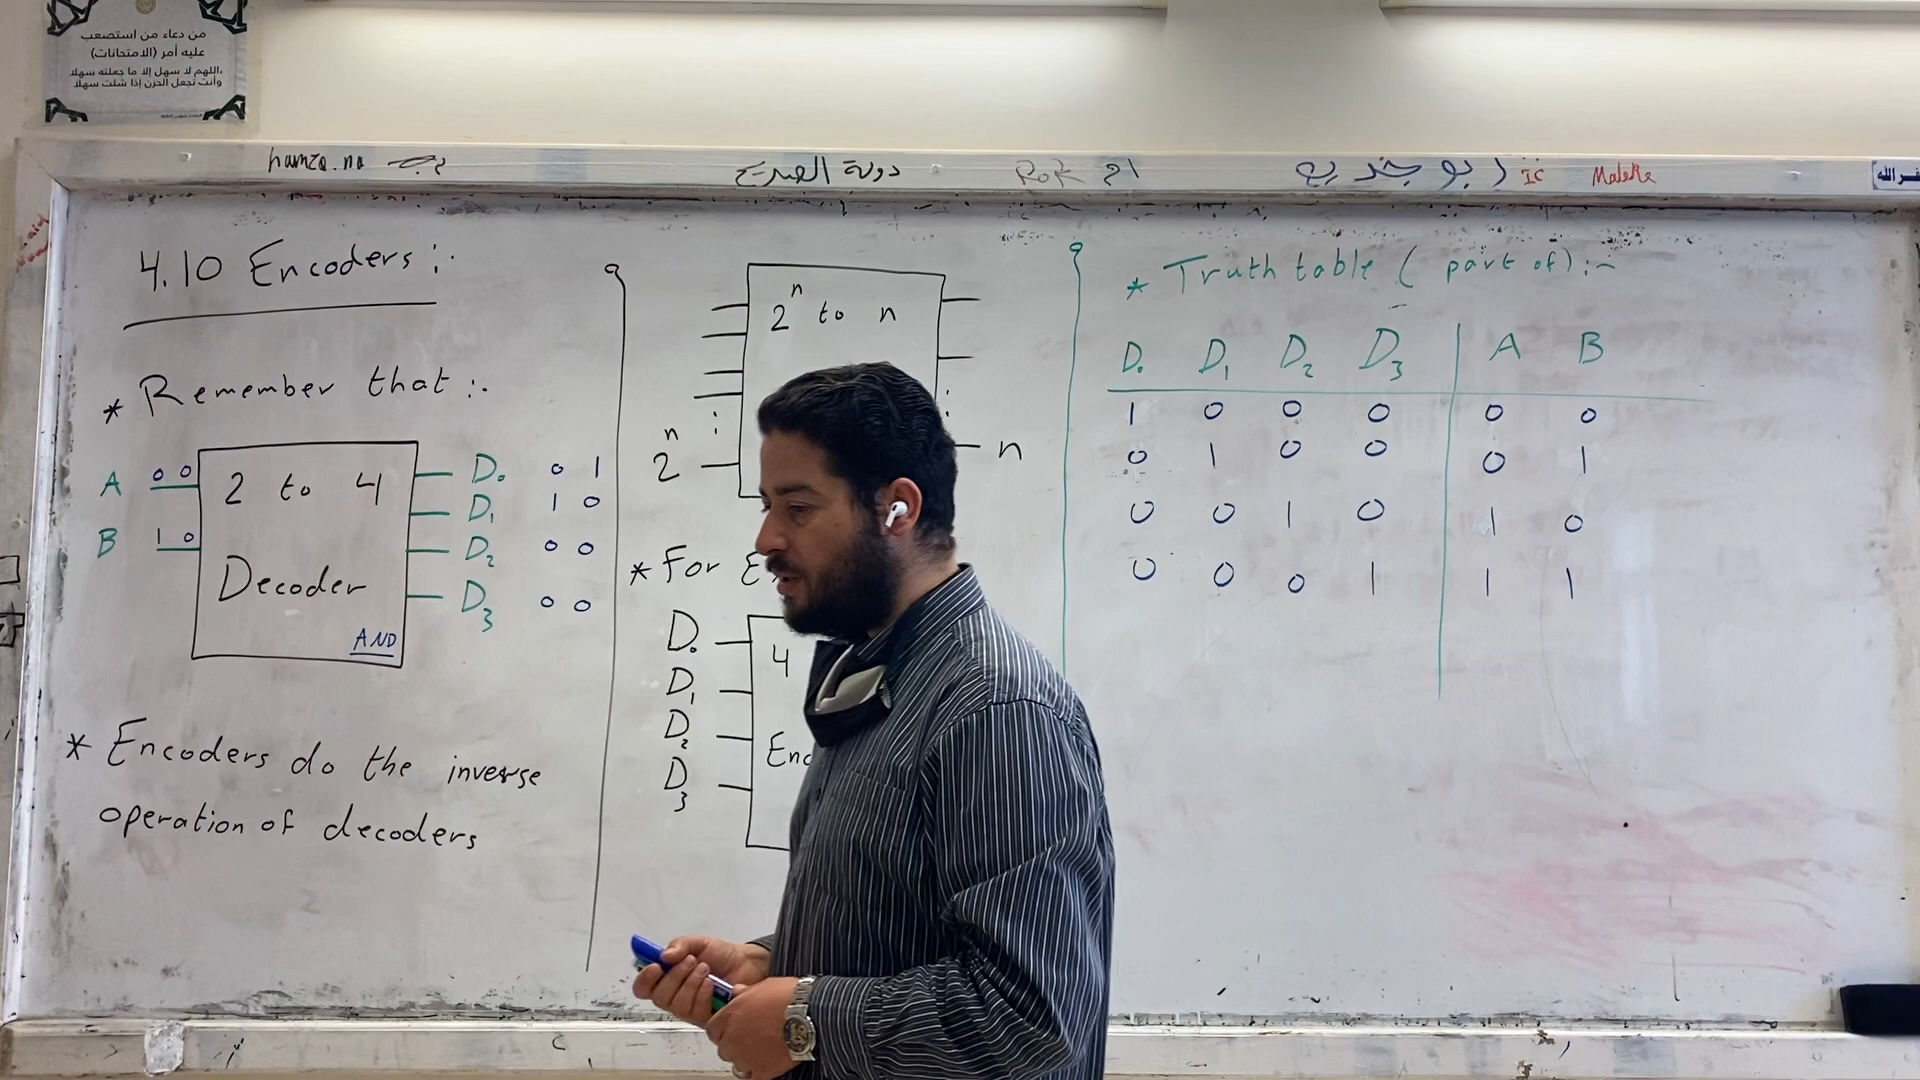 من دعاء من استصعب
عليه أمر (الامتحانات)
اللهم لا سهل إلا ما جعلته سهلا،
وأنت تجعل الحزن إذا شئت سهلا
hamza.na
دولة
ابو
IC
Maleke
4.10 Encoders:
* Remember that:
A 0 0
B 1 0
2 to 4
Decoder
AND
D0 0 1
D1 1 0
D2 0 0
D3 0 0
* Encoders do the inverse
operation of decoders
2^n to n
2^n
n
* For
D0
D1
D2
D3
4
Enc
* Truth table (part of):-
D0 D1 D2 D3 A B
1 0 0 0 0 0
0 1 0 0 0 1
0 0 1 0 1 0
0 0 0 1 1 1